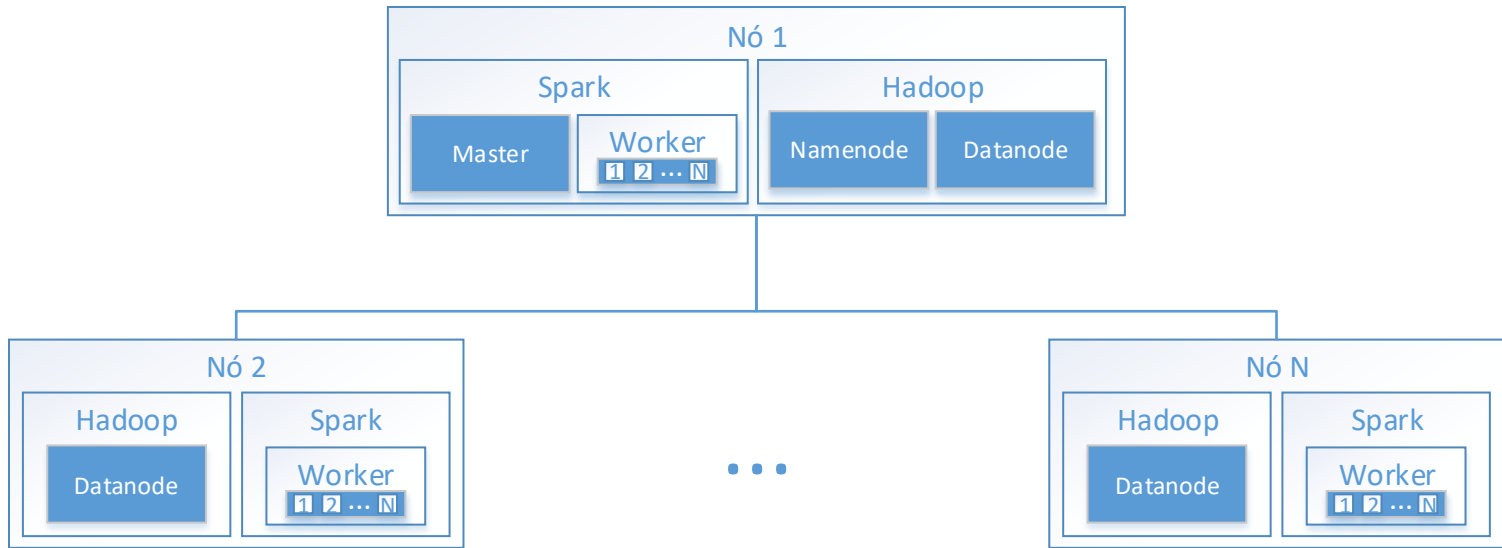 Nó 1
Spark
Hadoop
Master
Worker
1 2 ... N
Namenode
Datanode
Nó 2
Hadoop
Spark
Datanode
Worker
1 2 ... N
...
Nó N
Hadoop
Spark
Datanode
Worker
1 2 ... N